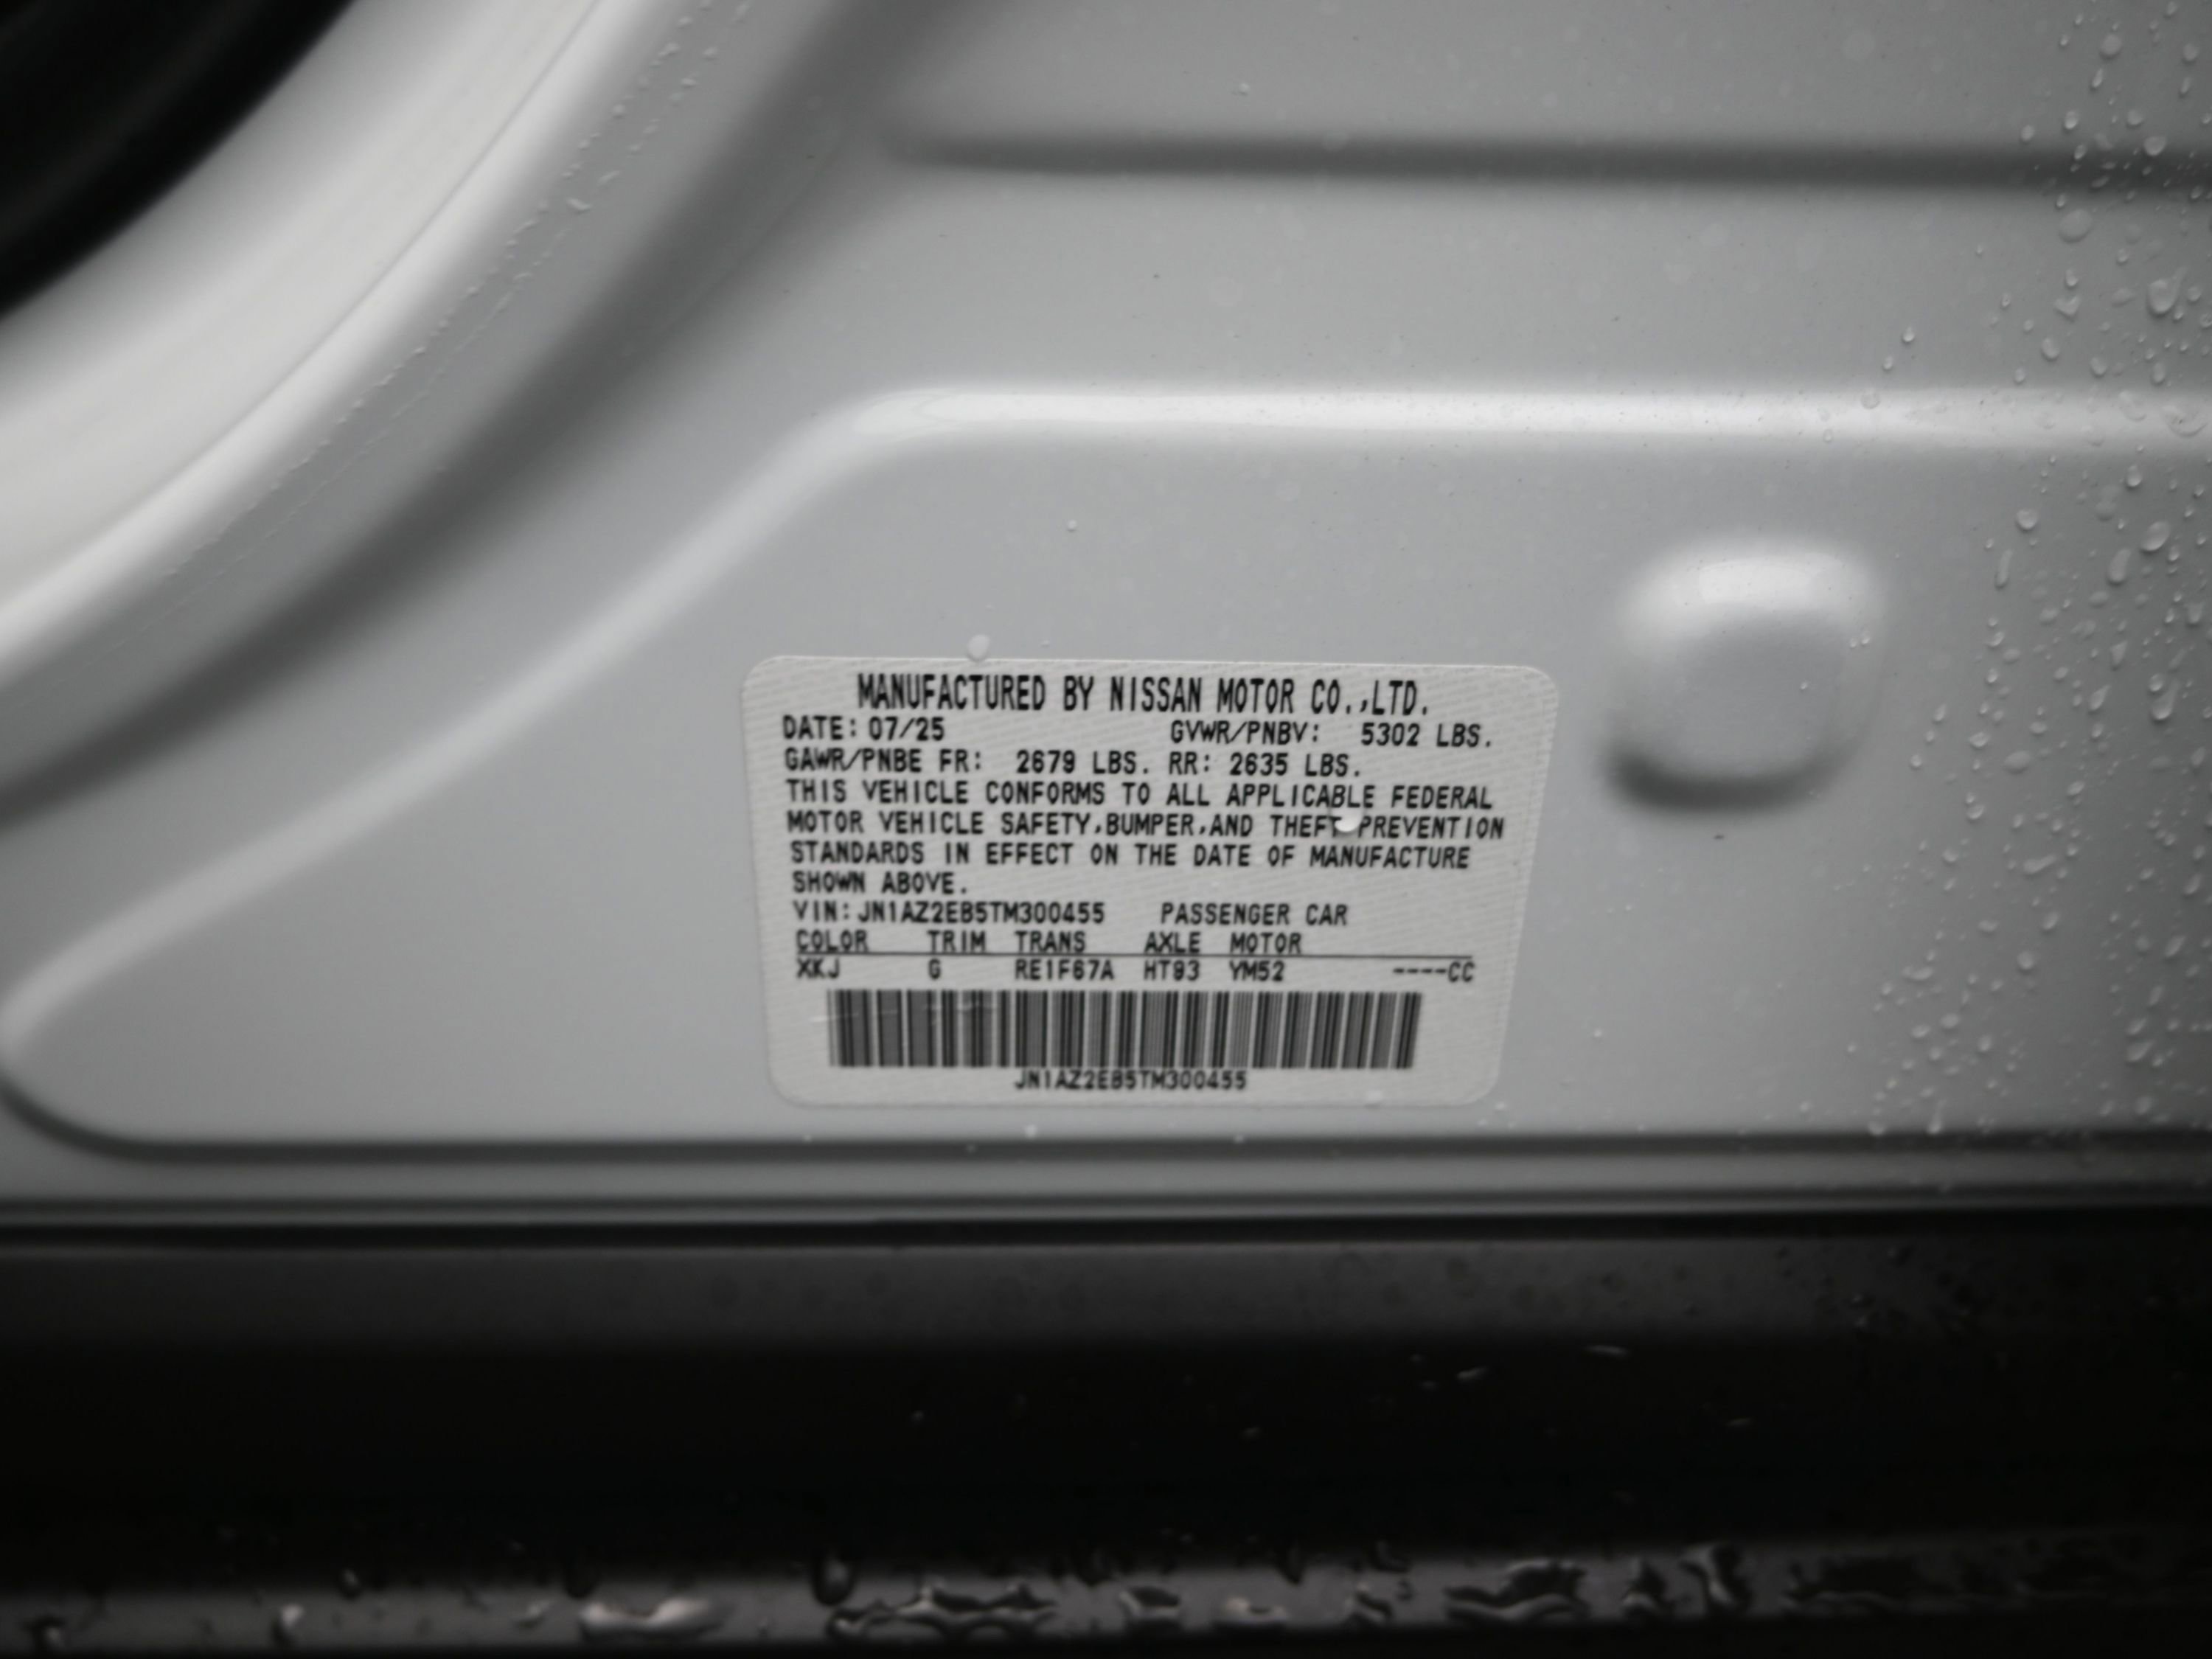 MANUFACTURED BY NISSAN MOTOR CO.,LTD.
DATE: 07/25 GVWR/PNBV: 5302 LBS.
GAWR/PNBE FR: 2679 LBS. RR: 2635 LBS.
THIS VEHICLE CONFORMS TO ALL APPLICABLE FEDERAL
MOTOR VEHICLE SAFETY,BUMPER,AND THEFT PREVENTION
STANDARDS IN EFFECT ON THE DATE OF MANUFACTURE
SHOWN ABOVE.
VIN: JN1AZ2EB5TM300455 PASSENGER CAR
COLOR TRIM TRANS AXLE MOTOR
XKJ G RE1F67A HT93 YM52 ----CC
JN1AZ2EB5TM300455